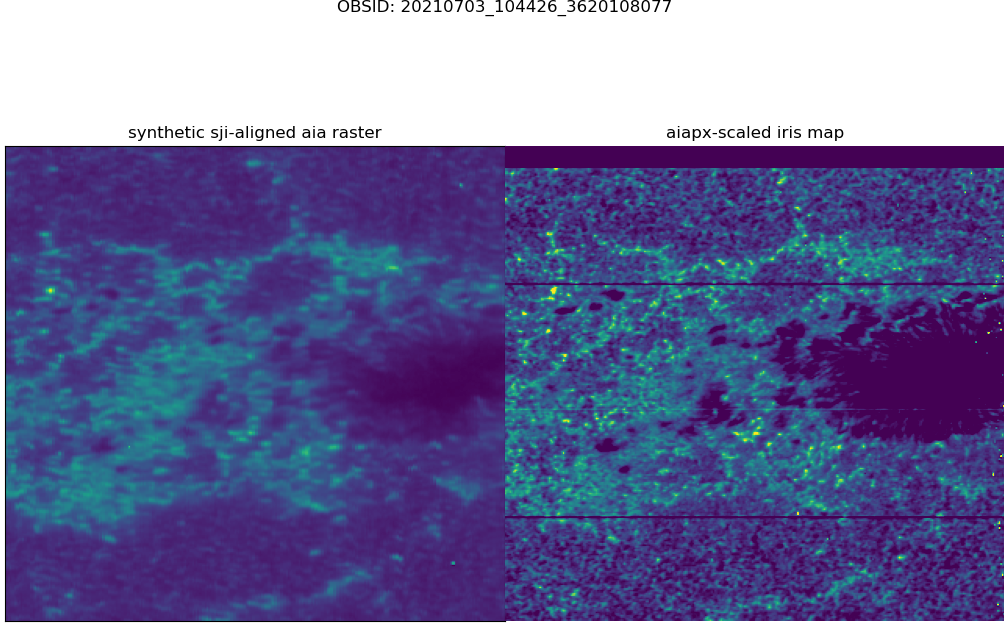 OBSID: 20210703_104426_3620108077
synthetic sji-aligned aia raster
aiapx-scaled iris map